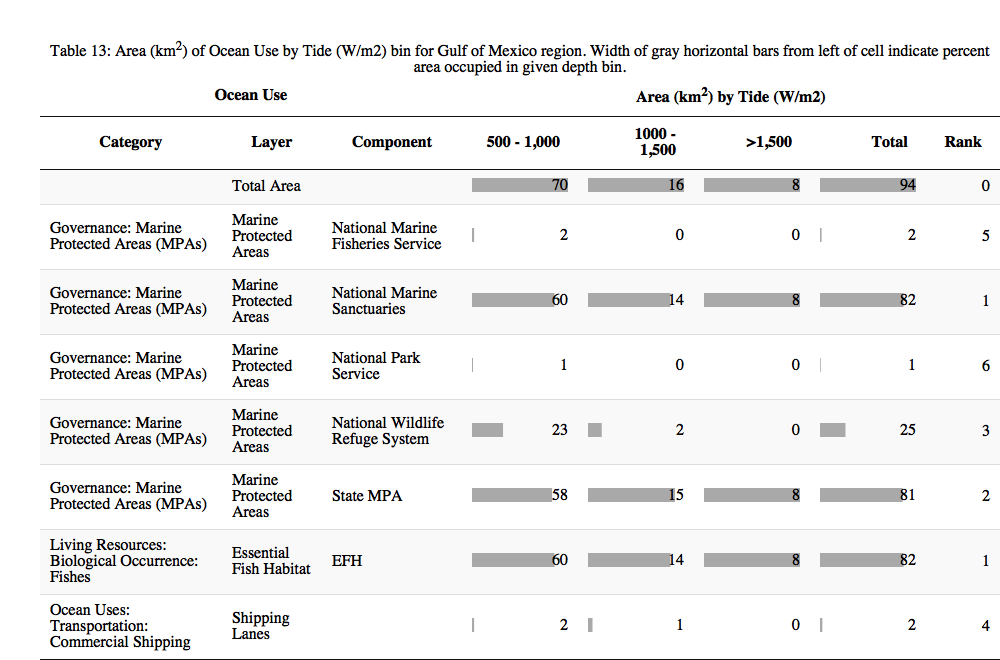 Table 13: Area (km2) of Ocean Use by Tide (W/m2) bin for Gulf of Mexico region. Width of gray horizontal bars from left of cell indicate percent
area occupied in given depth bin.
Ocean Use Area (km2) by Tide (W/m2)
Category Layer Component 500 - 1,000 1000 - 1,500 >1,500 Total Rank
Total Area 70 16 8 94 0
Governance: Marine Protected Areas (MPAs) Marine Protected Areas National Marine Fisheries Service 2 0 0 2 5
Governance: Marine Protected Areas (MPAs) Marine Protected Areas National Marine Sanctuaries 60 14 8 82 1
Governance: Marine Protected Areas (MPAs) Marine Protected Areas National Park Service 1 0 0 1 6
Governance: Marine Protected Areas (MPAs) Marine Protected Areas National Wildlife Refuge System 23 2 0 25 3
Governance: Marine Protected Areas (MPAs) Marine Protected Areas State MPA 58 15 8 81 2
Living Resources: Biological Occurrence: Fishes Essential Fish Habitat EFH 60 14 8 82 1
Ocean Uses: Transportation: Commercial Shipping Shipping Lanes 2 1 0 2 4